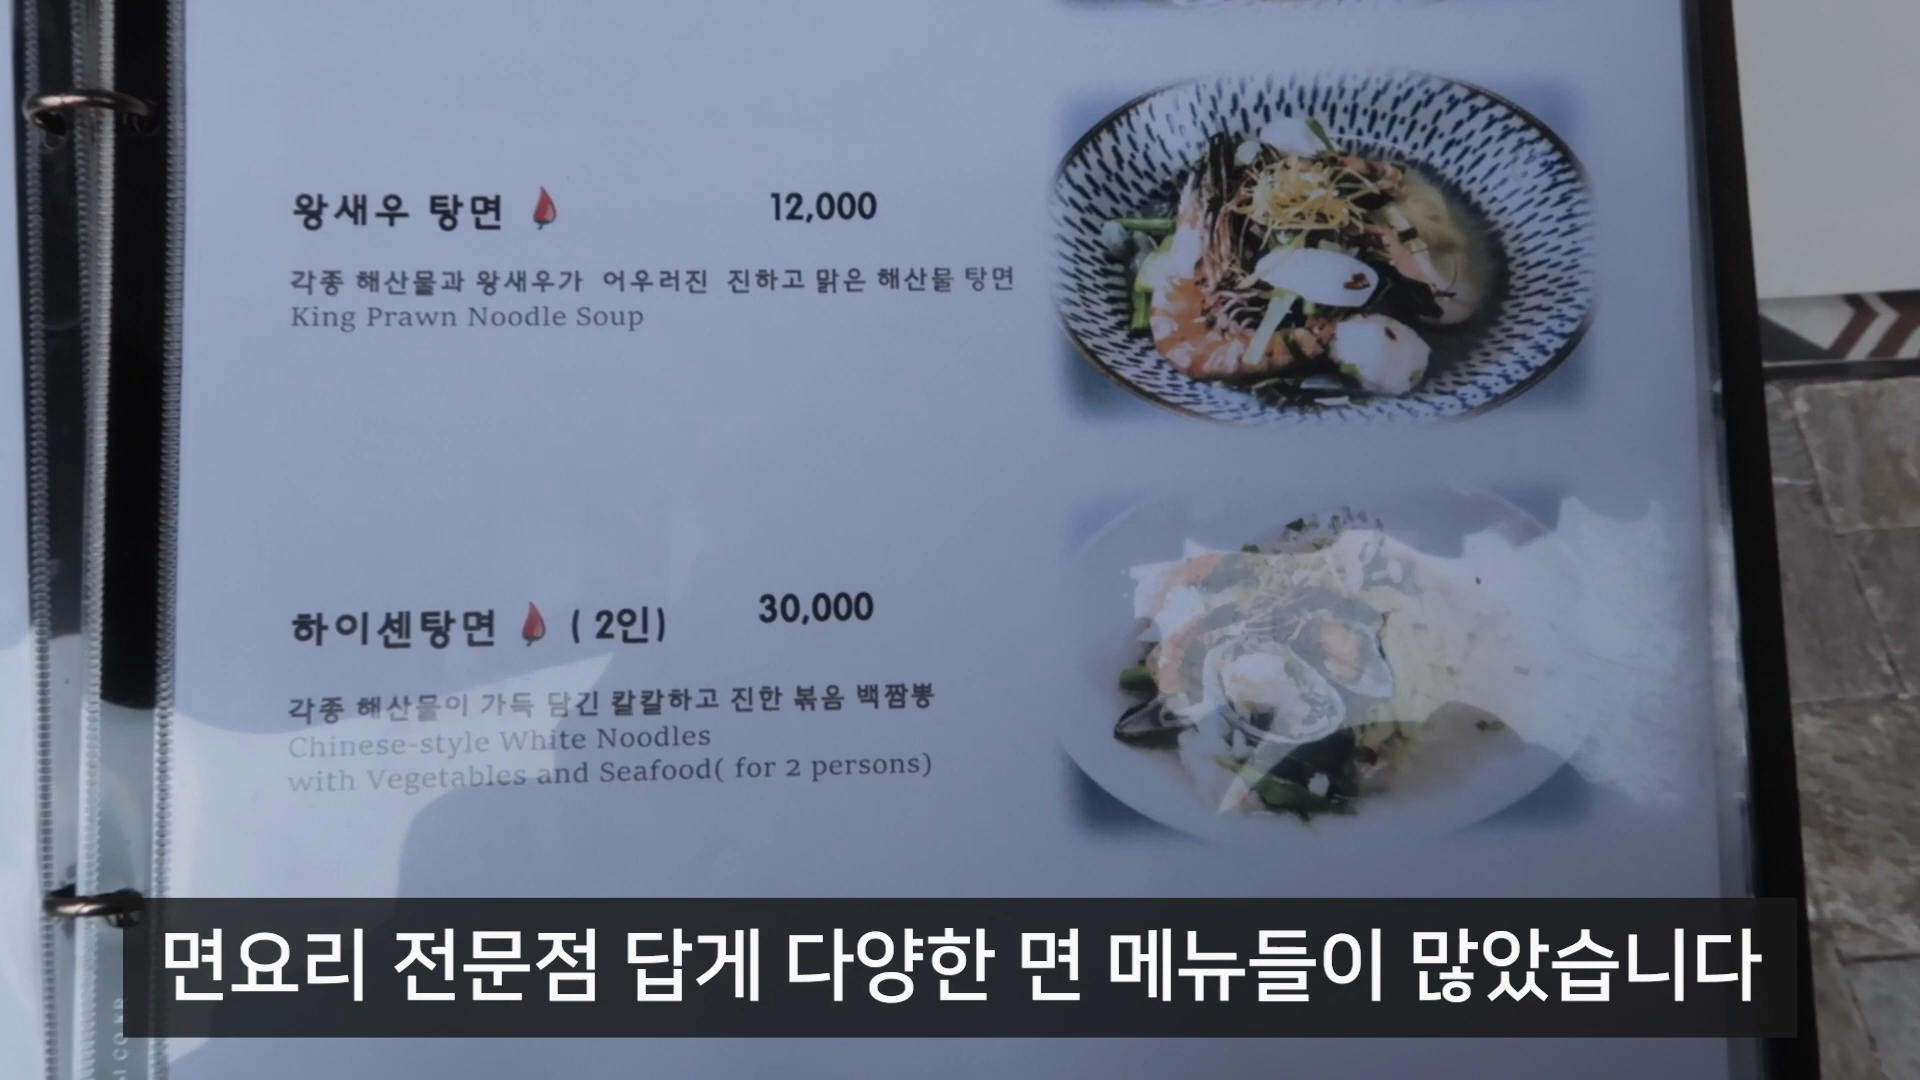 왕새우 탕면 12,000
각종 해산물과 왕새우가 어우러진 진하고 맑은 해산물 탕면
King Prawn Noodle Soup
하이센탕면 ( 2인) 30,000
각종 해산물이 가득 담긴 칼칼하고 진한 볶음 백짬뽕
Chinese-style White Noodles
with Vegetables and Seafood( for 2 persons)
면요리 전문점 답게 다양한 면 메뉴들이 많았습니다